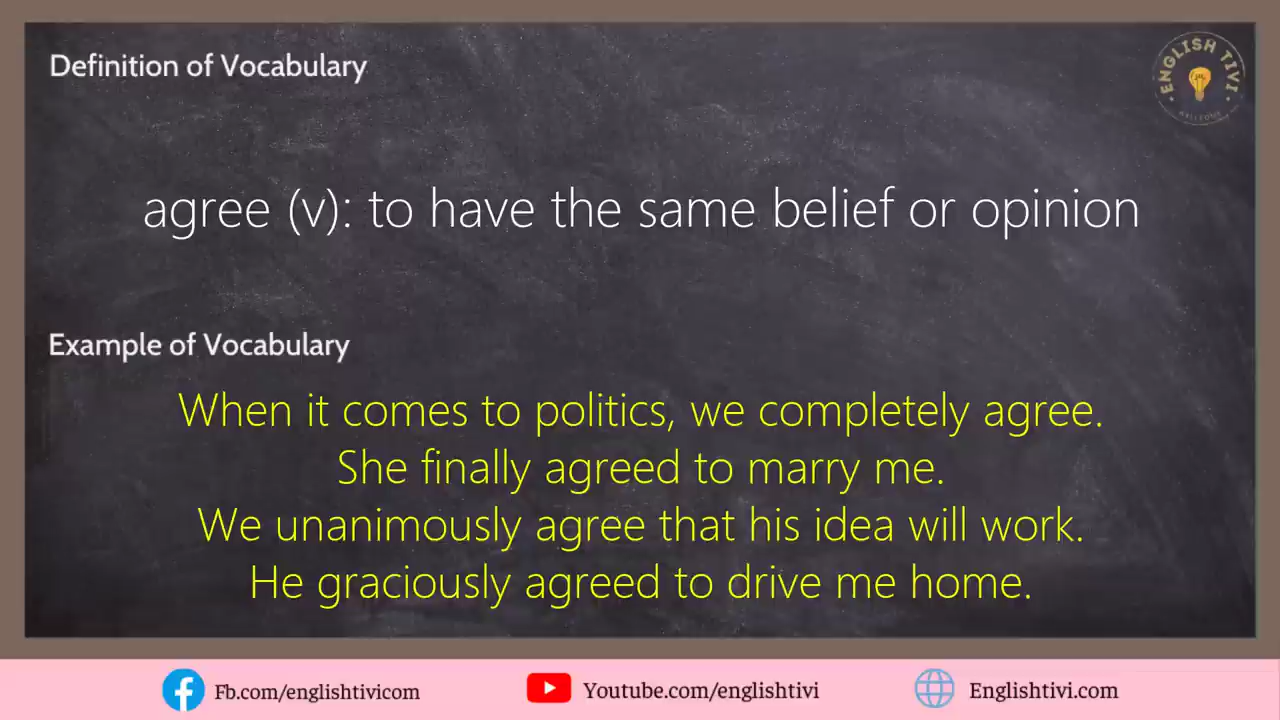 Definition of Vocabulary
ENGLISH TIVI
agree (v): to have the same belief or opinion
Example of Vocabulary
When it comes to politics, we completely agree.
She finally agreed to marry me.
We unanimously agree that his idea will work.
He graciously agreed to drive me home.
Fb.com/englishtivicom
Youtube.com/englishtivi
Englishtivi.com